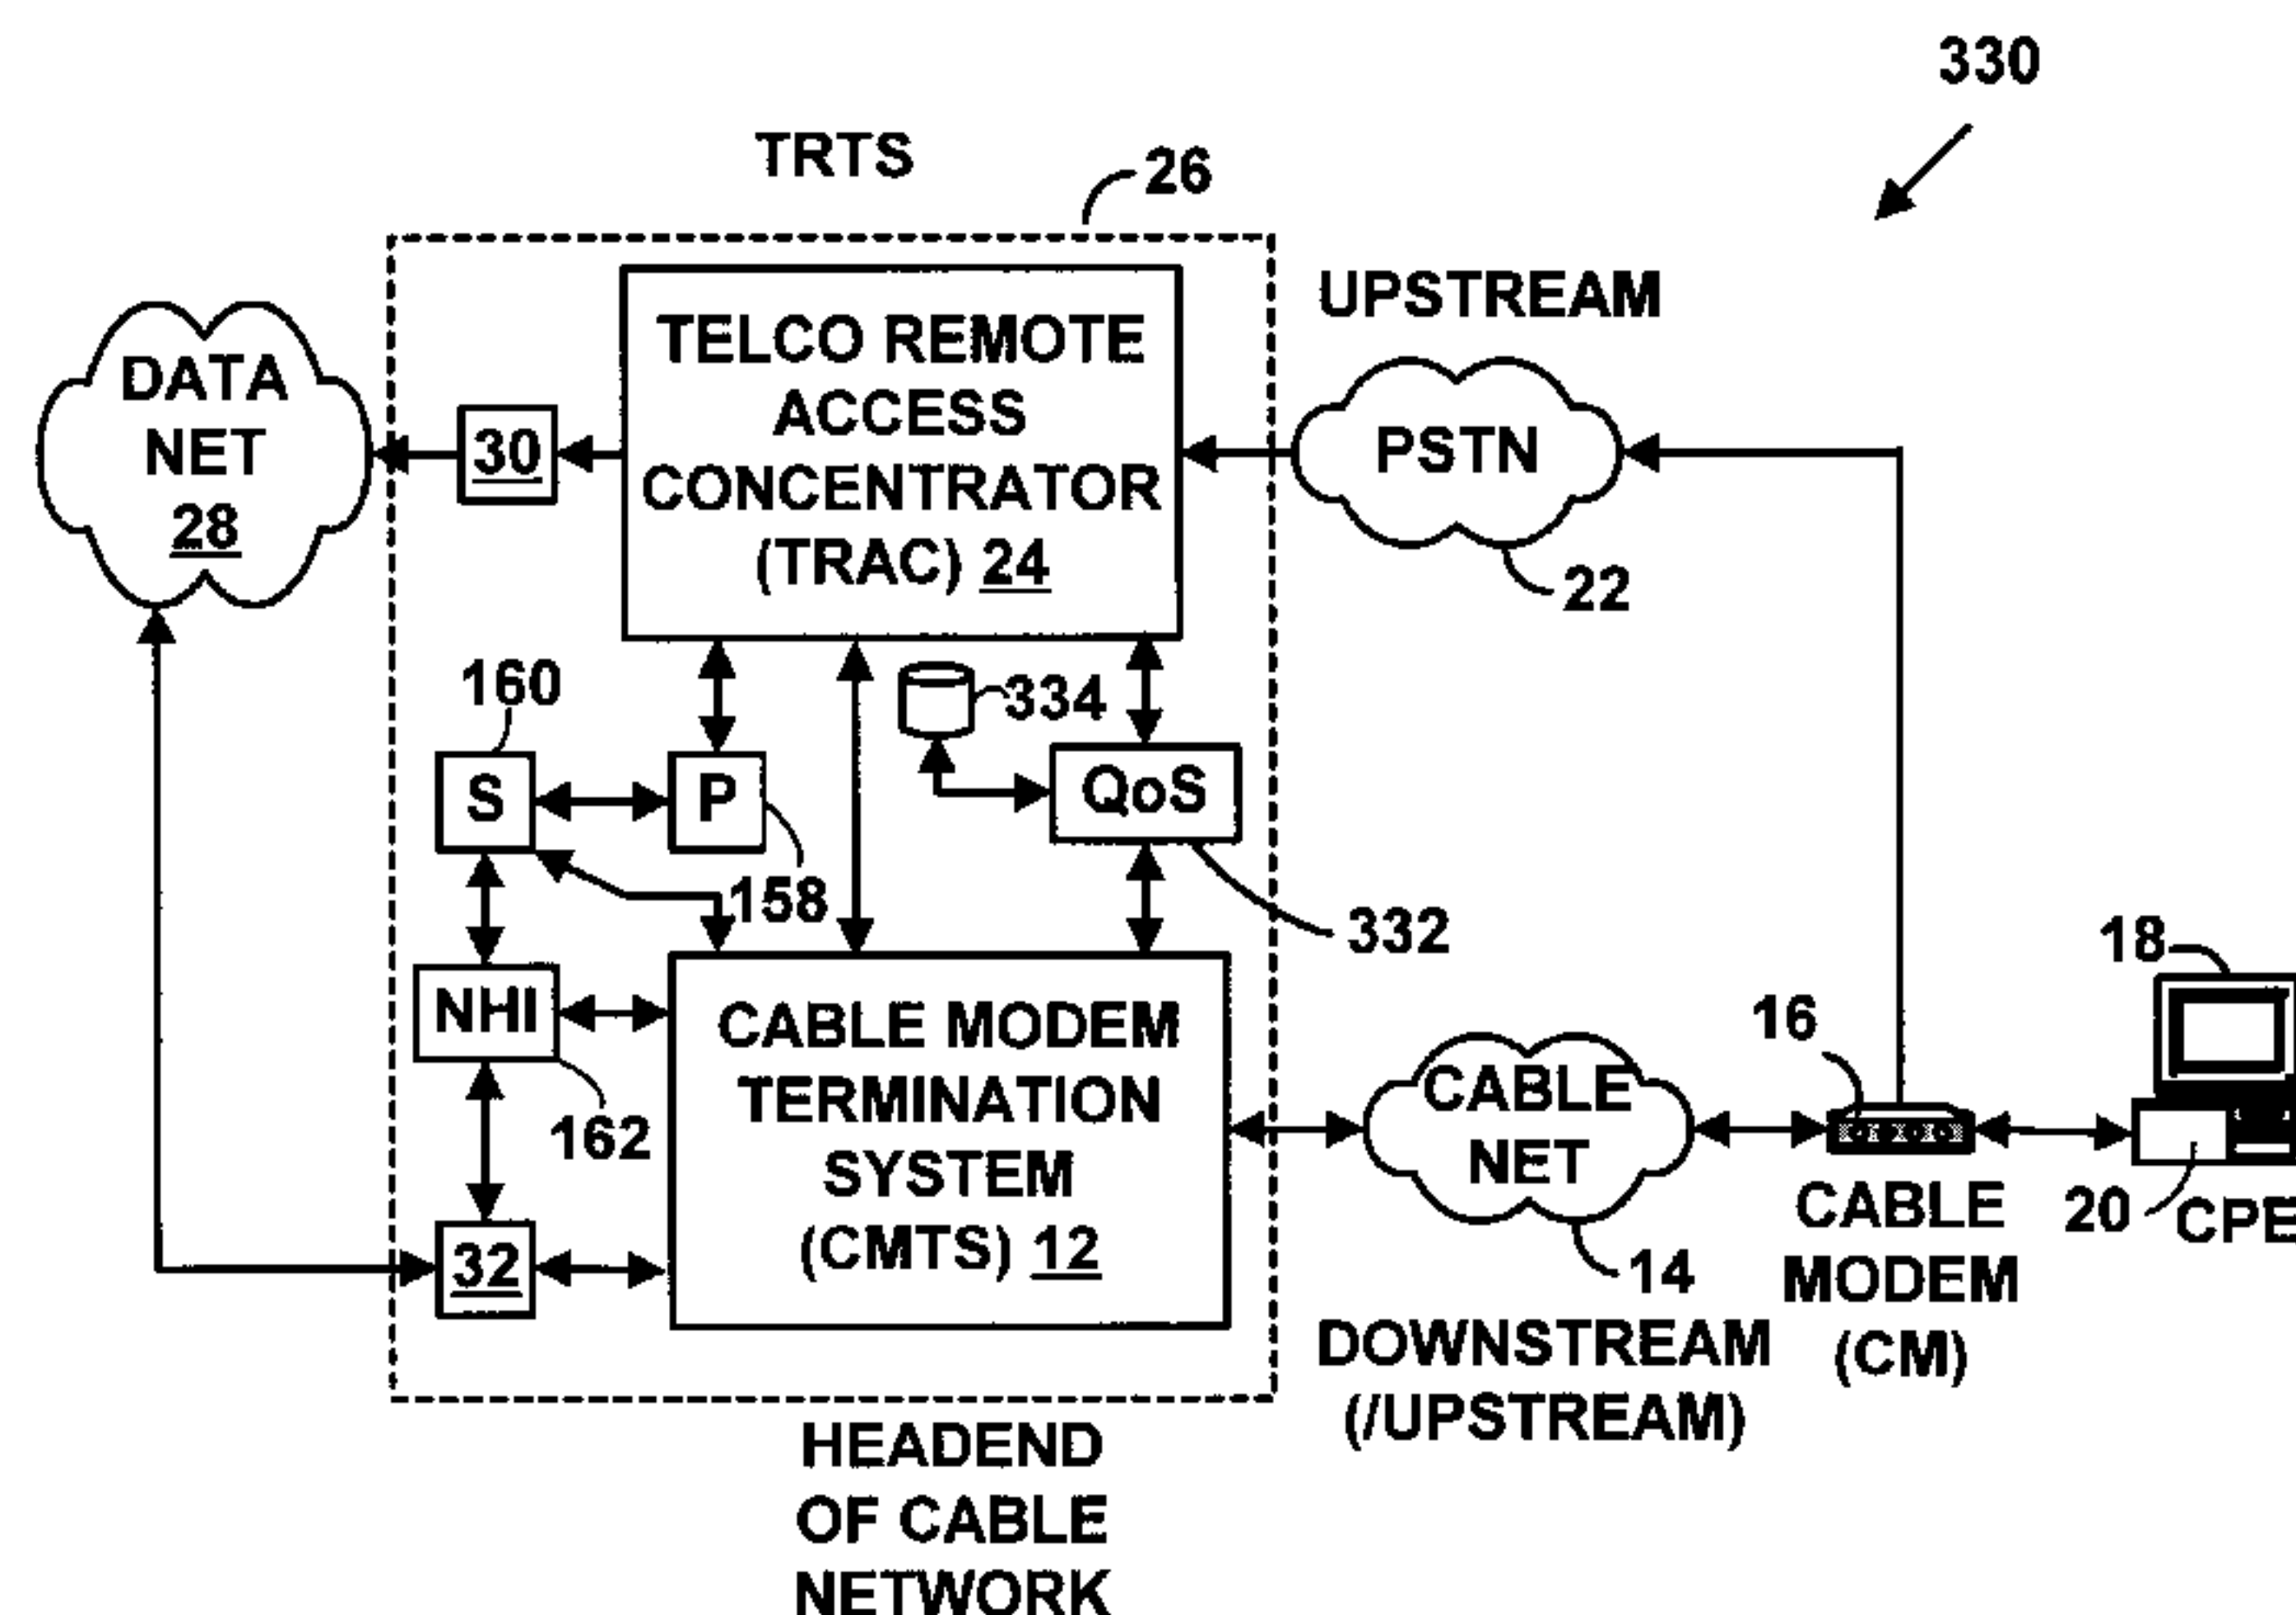 330
TRTS
26
UPSTREAM
TELCO REMOTE
ACCESS
CONCENTRATOR
(TRAC) 24
DATA
NET
28
30
PSTN
22
160
334
S
P
QoS
158
332
NHI
162
CABLE MODEM
TERMINATION
SYSTEM
(CMTS) 12
32
CABLE
NET
14
16
18
20
CPE
CABLE
MODEM
(CM)
DOWNSTREAM
(/UPSTREAM)
HEADEND
OF CABLE
NETWORK